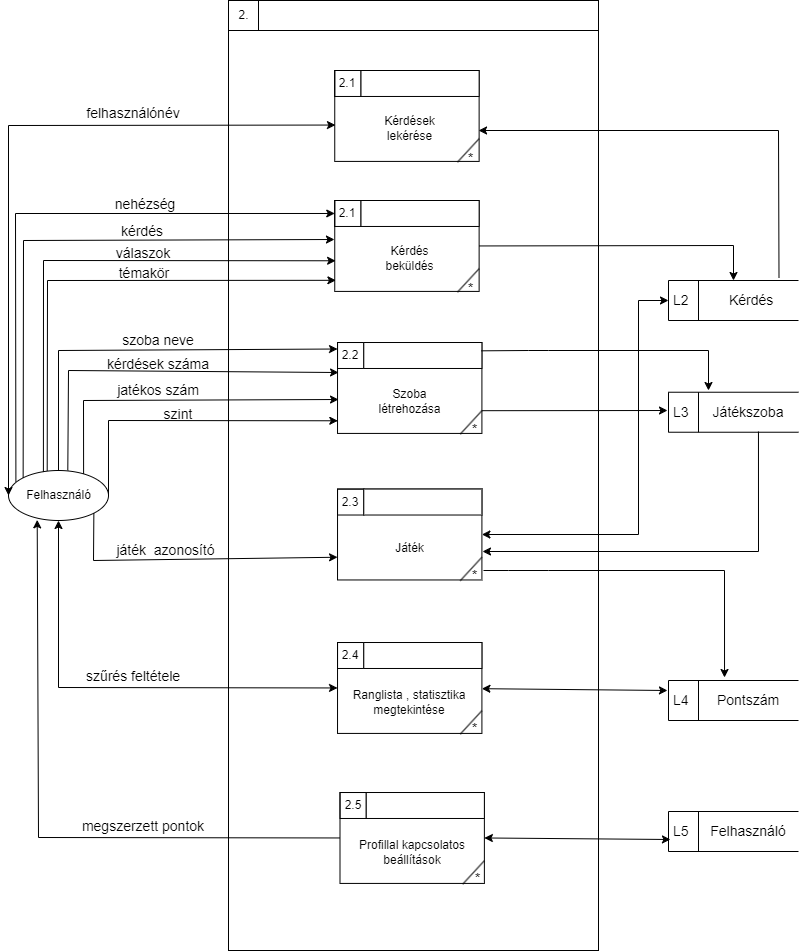 2.
2.1
felhasználónév
Kérdések
lekérése
*
2.1
nehézség
kérdés
válaszok
témakör
Kérdés
beküldés
*
L2
Kérdés
2.2
szoba neve
kérdések száma
jatékos szám
szint
Szoba
létrehozása
*
L3
Játékszoba
Felhasználó
2.3
Játék
játék azonosító
*
2.4
szűrés feltétele
Ranglista , statisztika
megtekintése
*
L4
Pontszám
2.5
megszerzett pontok
Profillal kapcsolatos
beállítások
*
L5
Felhasználó